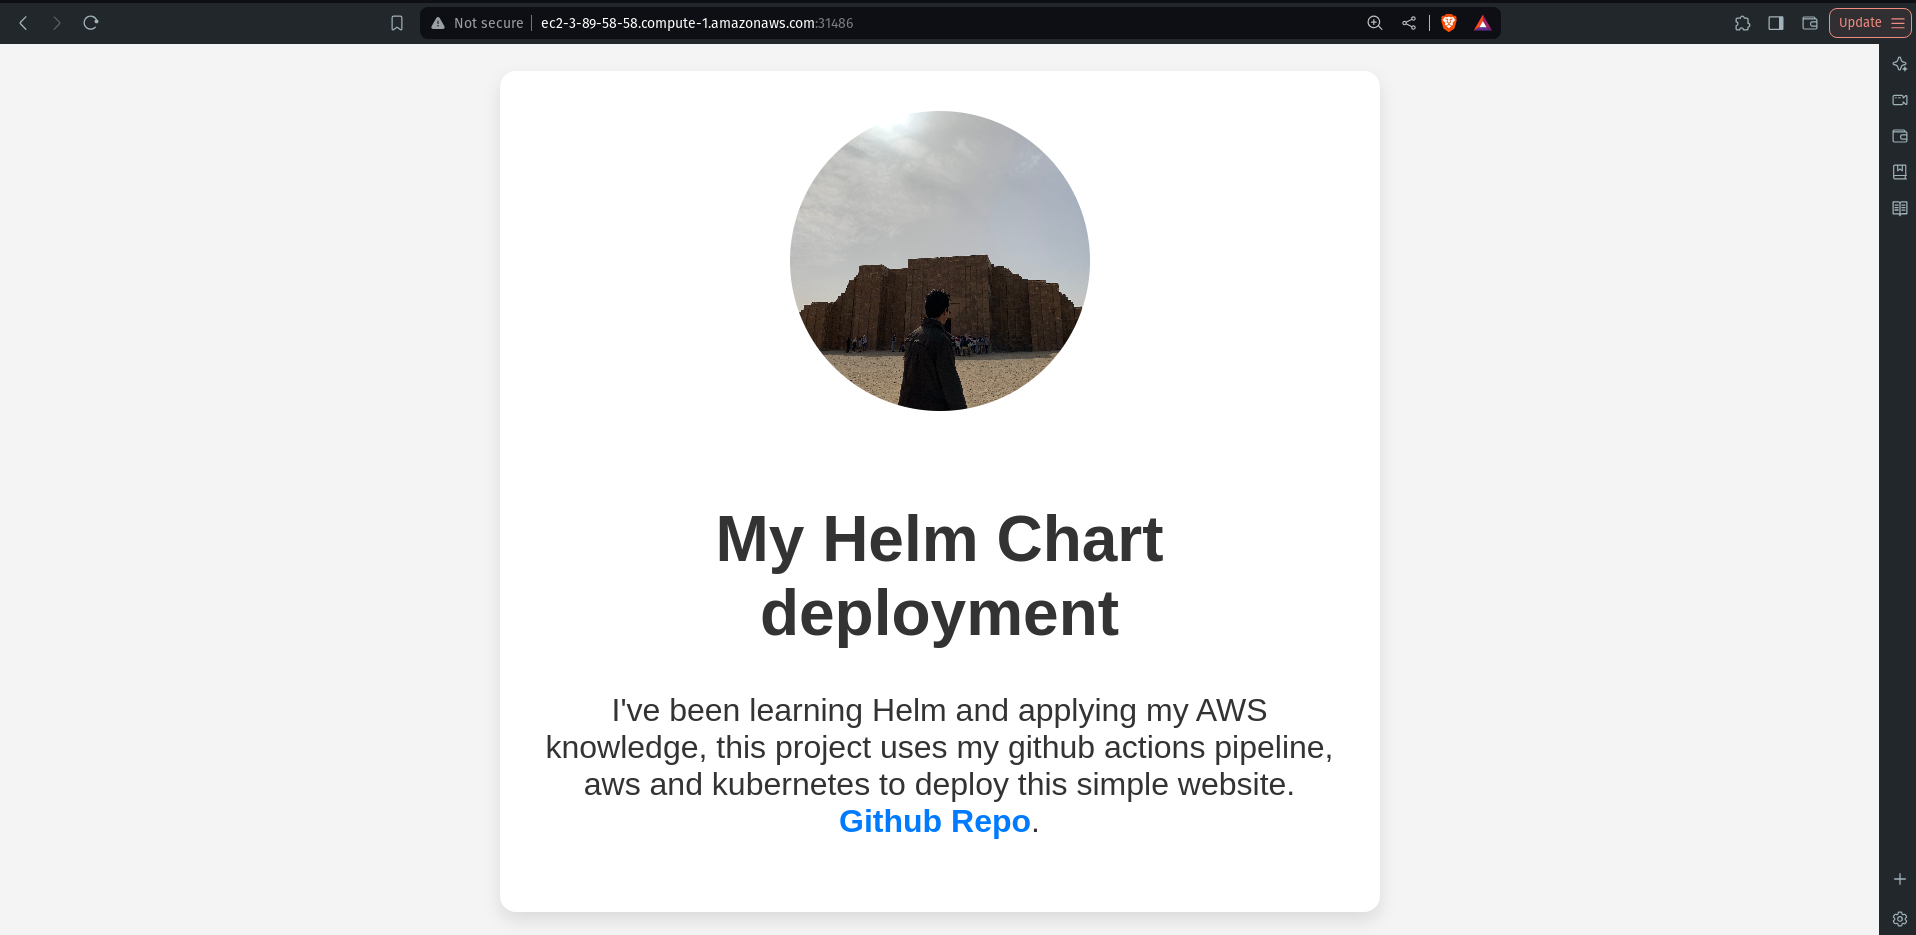 Not secure
ec2-3-89-58-58.compute-1.amazonaws.com:31486
Update
My Helm Chart
deployment
I've been learning Helm and applying my AWS
knowledge, this project uses my github actions pipeline,
aws and kubernetes to deploy this simple website.
Github Repo.